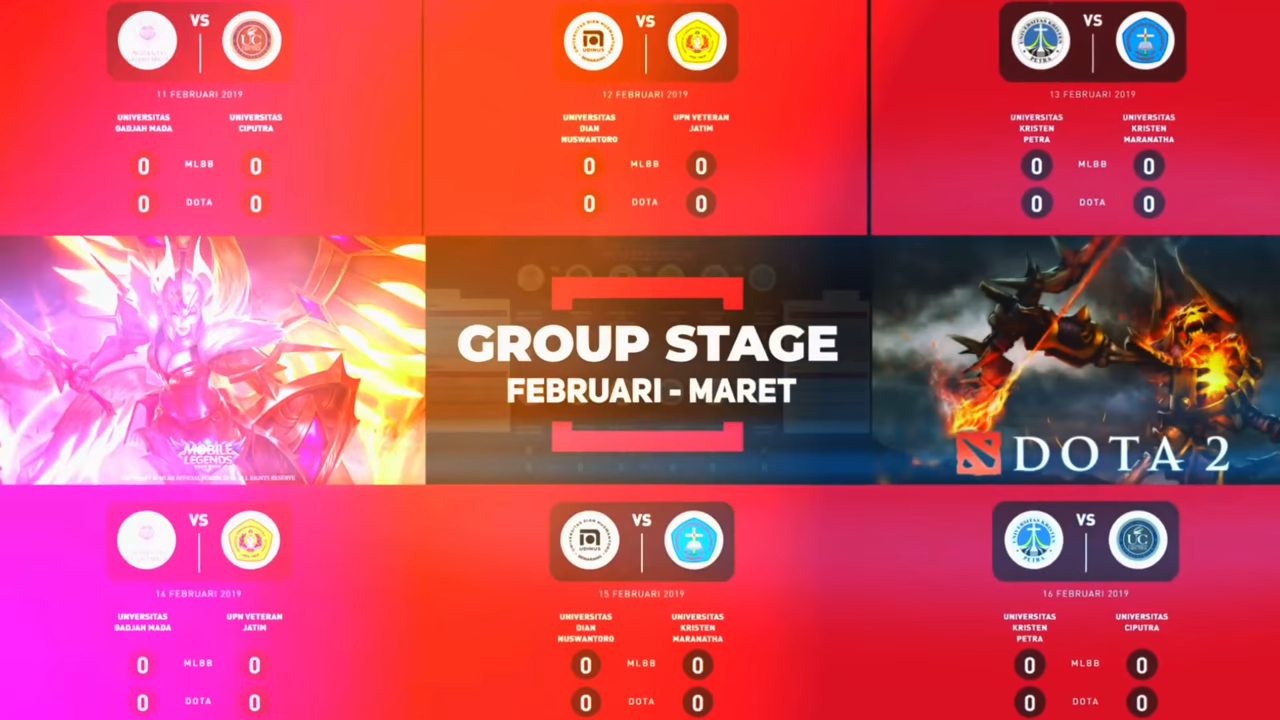 VS
11 FEBRUARI 2019
UNIVERSITAS
GADJAH MADA
UNIVERSITAS
CIPUTRA
0 MLBB 0
0 DOTA 0
VS
12 FEBRUARI 2019
UNIVERSITAS
DIAN
NUSWANTORO
UPN VETERAN
JATIM
0 MLBB 0
0 DOTA 0
VS
13 FEBRUARI 2019
UNIVERSITAS
KRISTEN
PETRA
UNIVERSITAS
KRISTEN
MARANATHA
0 MLBB 0
0 DOTA 0
MOBILE
LEGENDS
GROUP STAGE
FEBRUARI - MARET
DOTA 2
VS
14 FEBRUARI 2019
UNIVERSITAS
GADJAH MADA
UPN VETERAN
JATIM
0 MLBB 0
0 DOTA 0
VS
15 FEBRUARI 2019
UNIVERSITAS
DIAN
NUSWANTORO
UNIVERSITAS
KRISTEN
MARANATHA
0 MLBB 0
0 DOTA 0
VS
16 FEBRUARI 2019
UNIVERSITAS
KRISTEN
PETRA
UNIVERSITAS
CIPUTRA
0 MLBB 0
0 DOTA 0